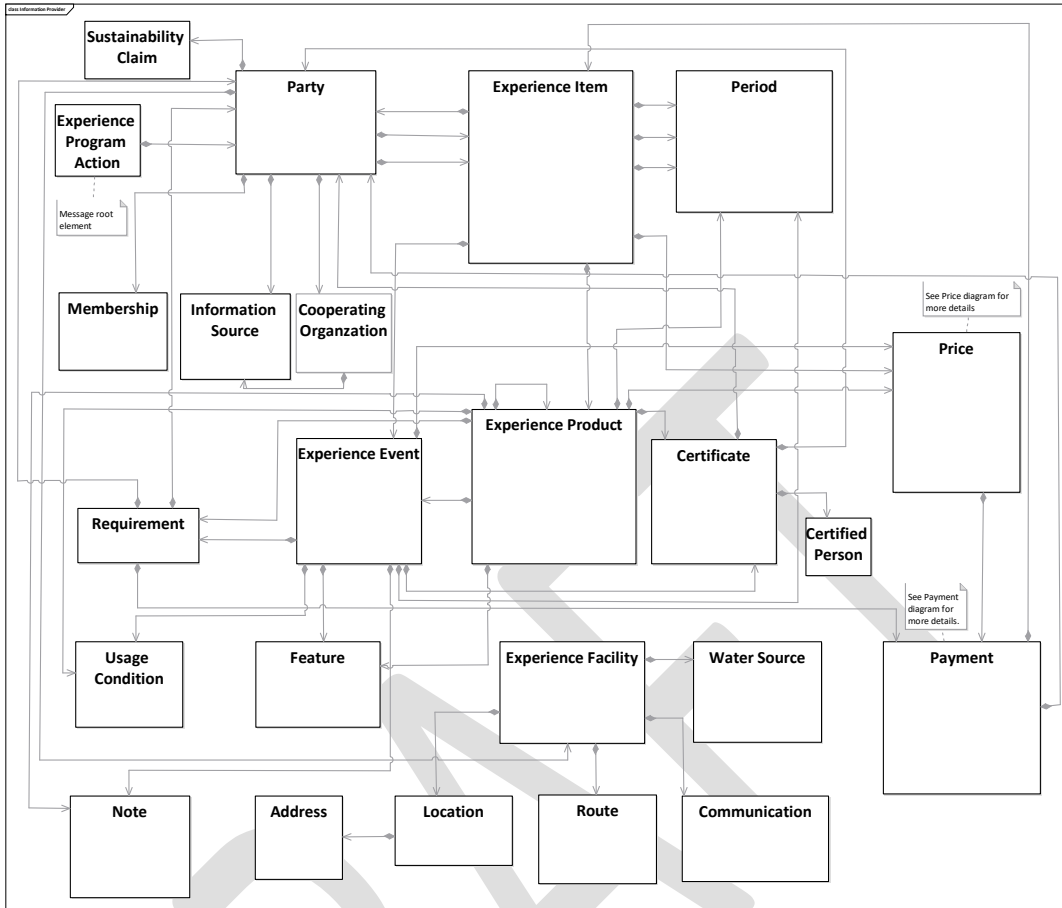 class Information Provider
Sustainability
Claim
Party
Experience Item
Period
Experience
Program
Action
Message root
element
Membership
Information
Source
Cooperating
Organzation
See Price diagram for
more details
Price
Experience Product
Experience Event
Certificate
Requirement
Certified
Person
See Payment
diagram for
more details.
Usage
Condition
Feature
Experience Facility
Water Source
Payment
Note
Address
Location
Route
Communication
DRAFT